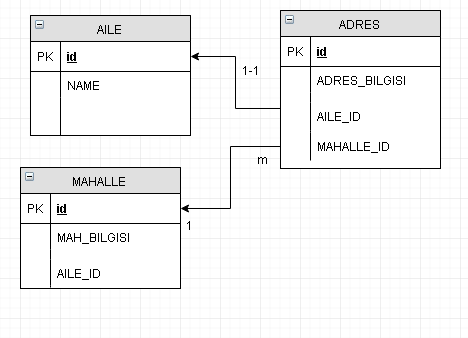 AILE
PK id
NAME
ADRES
PK id
ADRES_BILGISI
AILE_ID
MAHALLE_ID
1-1
m
1
MAHALLE
PK id
MAH_BILGISI
AILE_ID